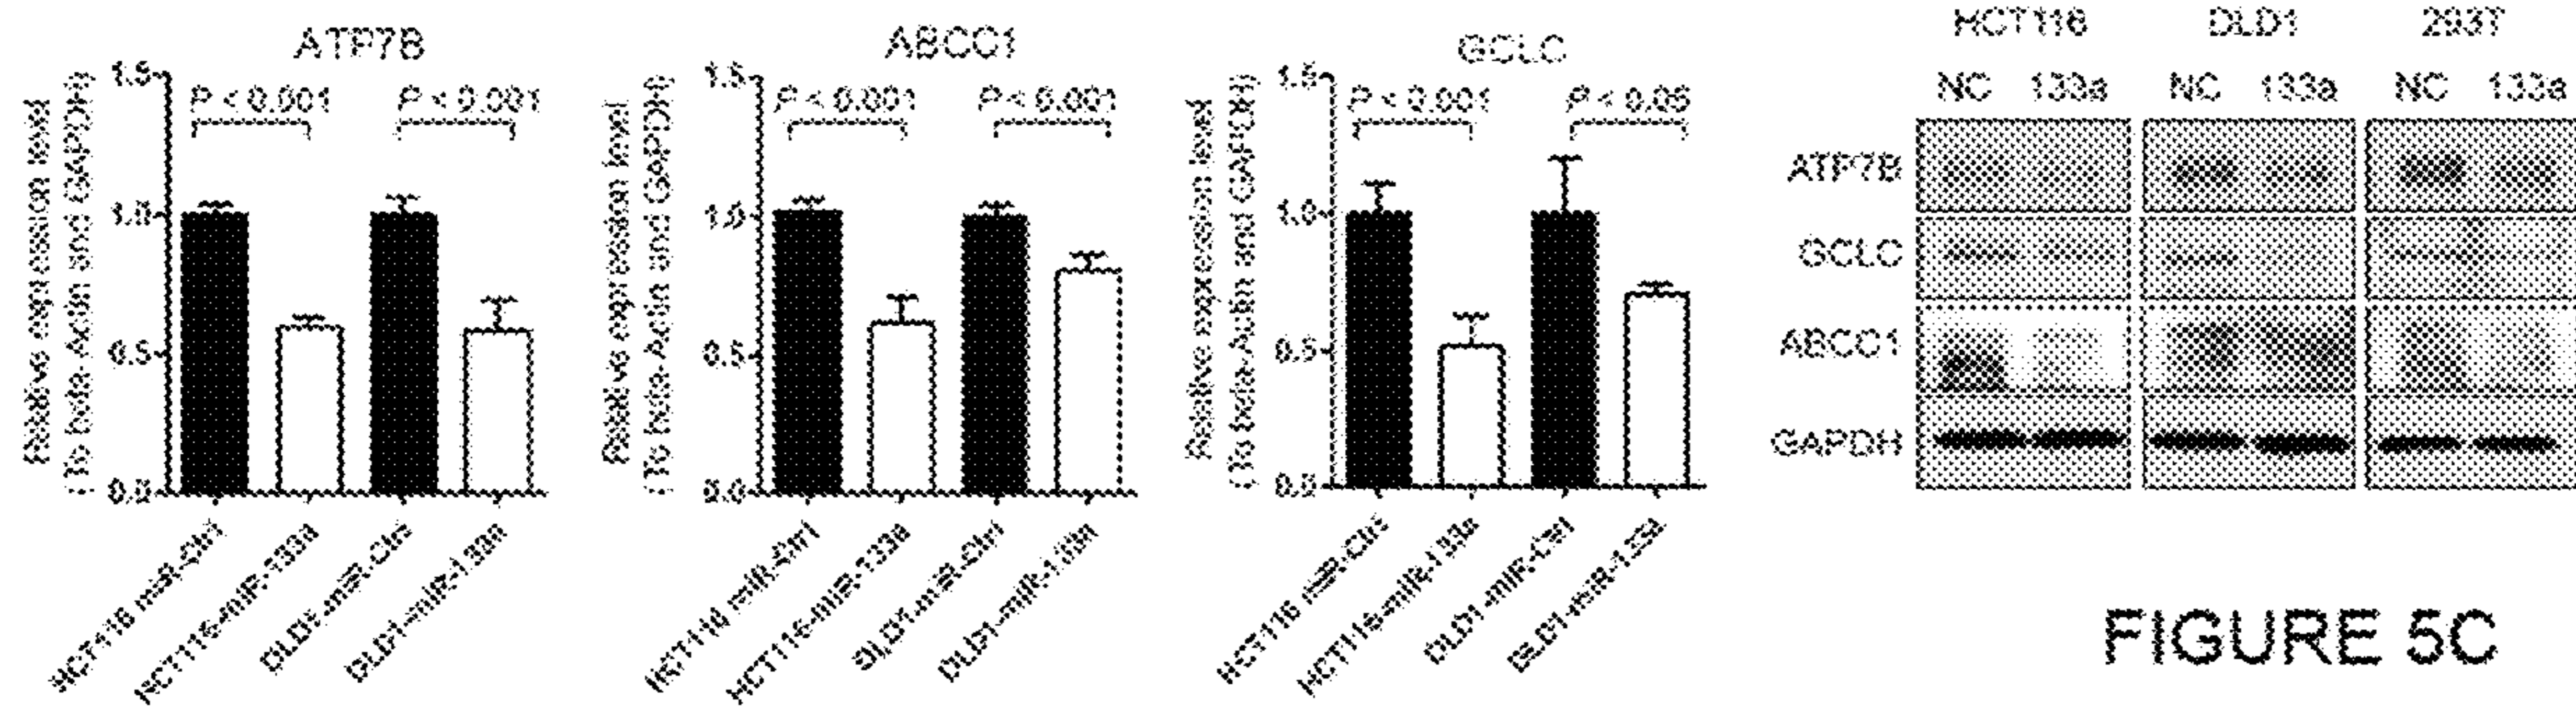 ATP7B
1.5
P < 0.001 P < 0.001
1.0
0.5
0.0
Relative expression level
(To beta-Actin and GAPDH)
HCT116 miR-Ctrl
HCT116-miR-133a
DLD1-miR-Ctrl
DLD1-miR-133a
ABCC1
1.5
P < 0.001 P < 0.001
1.0
0.5
0.0
Relative expression level
(To beta-Actin and GAPDH)
HCT116 miR-Ctrl
HCT116-miR-133a
DLD1-miR-Ctrl
DLD1-miR-133a
GCLC
1.5
P < 0.001 P < 0.05
1.0
0.5
0.0
Relative expression level
(To beta-Actin and GAPDH)
HCT116 miR-Ctrl
HCT116-miR-133a
DLD1-miR-Ctrl
DLD1-miR-133a
HCT116 DLD1 293T
NC 133a NC 133a NC 133a
ATP7B
GCLC
ABCC1
GAPDH
FIGURE 5C